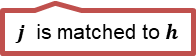 j is matched to h